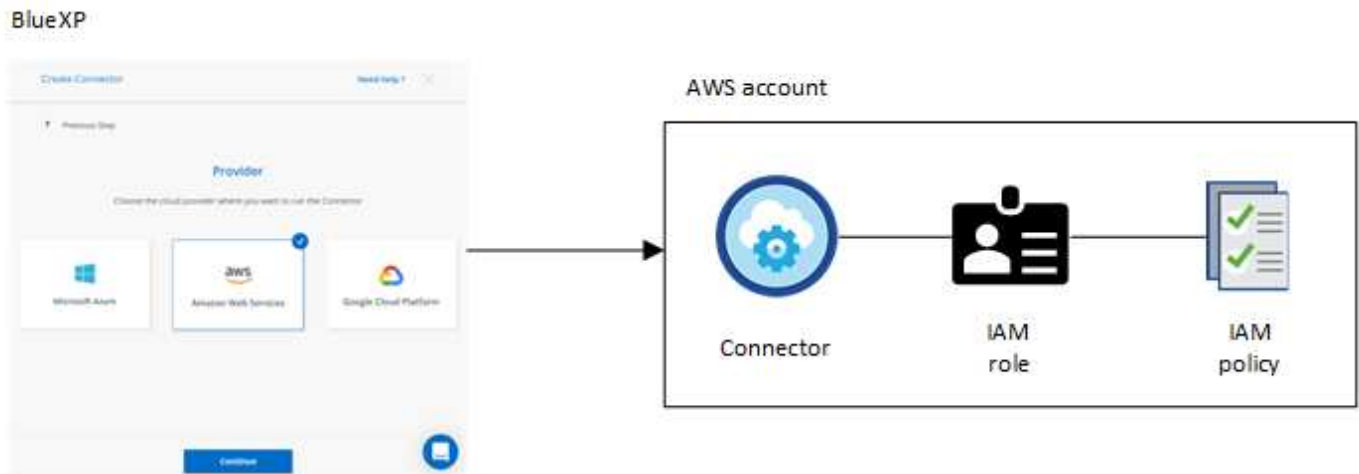 BlueXP
Create Connector
Need help?
Previous Step
Provider
Choose the cloud provider where you want to run the Connector
aws
Microsoft Azure
Amazon Web Services
Google Cloud Platform
Continue
AWS account
Connector
IAM
role
IAM
policy